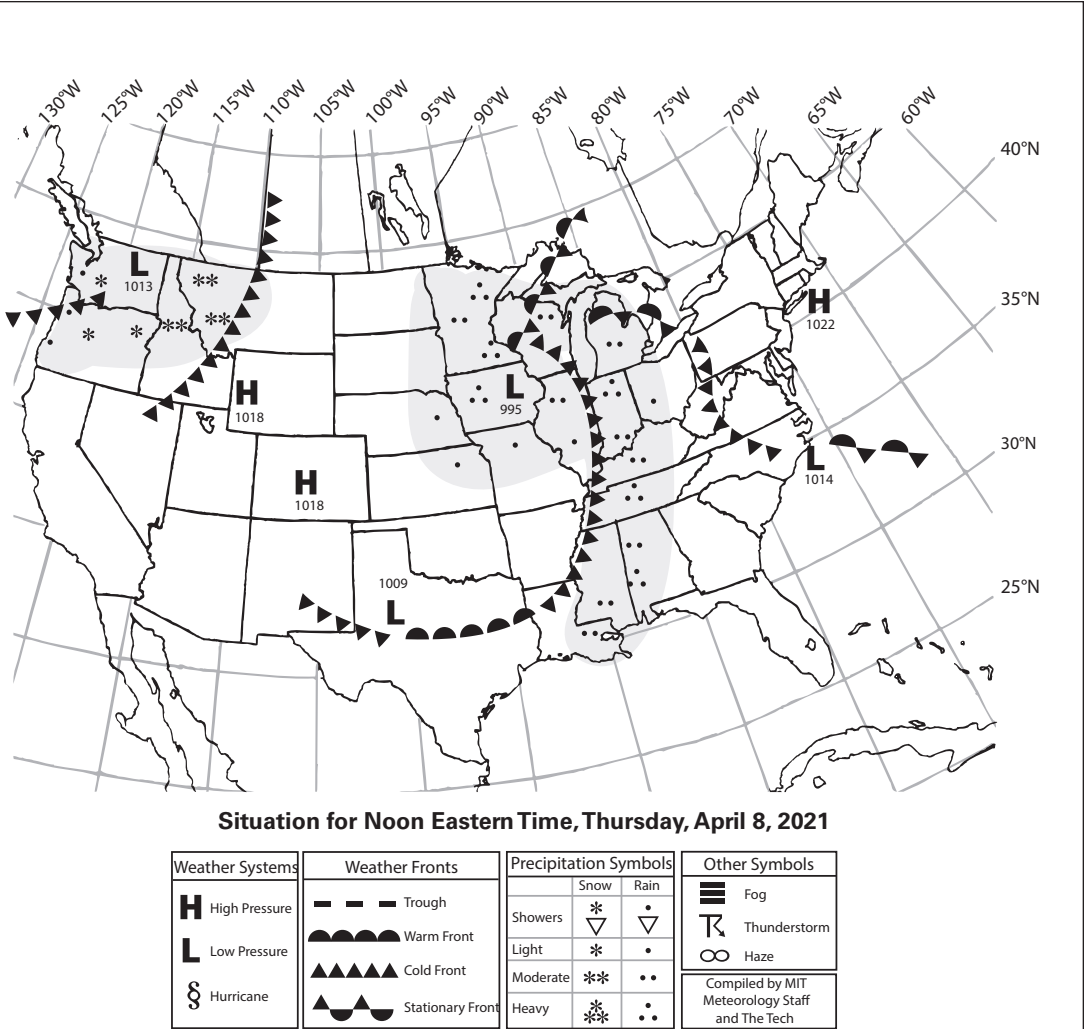 130°W 125°W 120°W 115°W 110°W 105°W 100°W 95°W 90°W 85°W 80°W 75°W 70°W 65°W 60°W
40°N
35°N
30°N
25°N
L
1013
H
1022
H
1018
L
995
L
1014
H
1018
1009
L
Situation for Noon Eastern Time, Thursday, April 8, 2021
Weather Systems
H High Pressure
L Low Pressure
Hurricane
Weather Fronts
Trough
Warm Front
Cold Front
Stationary Front
Precipitation Symbols
Snow Rain
Showers
Light
Moderate
Heavy
Other Symbols
Fog
Thunderstorm
Haze
Compiled by MIT
Meteorology Staff
and The Tech